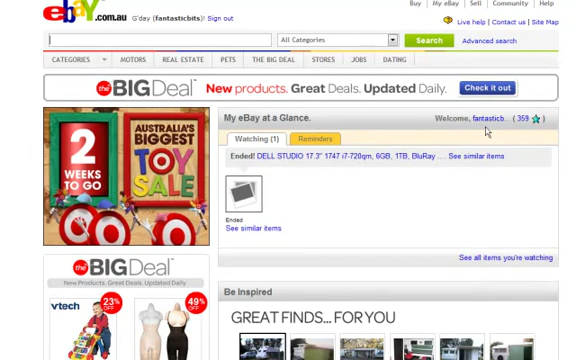 Buy | My eBay | Sell | Community | Help
ebay.com.au G'day (fantasticbits) | Sign out
Live help | Contact us | Site Map
All Categories
Search
Advanced search
CATEGORIES MOTORS REAL ESTATE PETS THE BIG DEAL STORES JOBS DATING
the BIG Deal™ New products. Great Deals. Updated Daily. Check it out
2 WEEKS TO GO
AUSTRALIA'S BIGGEST TOY SALE
My eBay at a Glance. Welcome, fantasticb... ( 359 )
Watching (1) Reminders
Ended! DELL STUDIO 17.3" 1747 i7-720qm, 6GB, 1TB, BluRay .... See similar items
Ended
See similar items
See all items you're watching
the BIG Deal™
New Products. Great Deals. Updated Daily.
vtech 23% OFF
49% OFF
Be Inspired
GREAT FINDS... FOR YOU